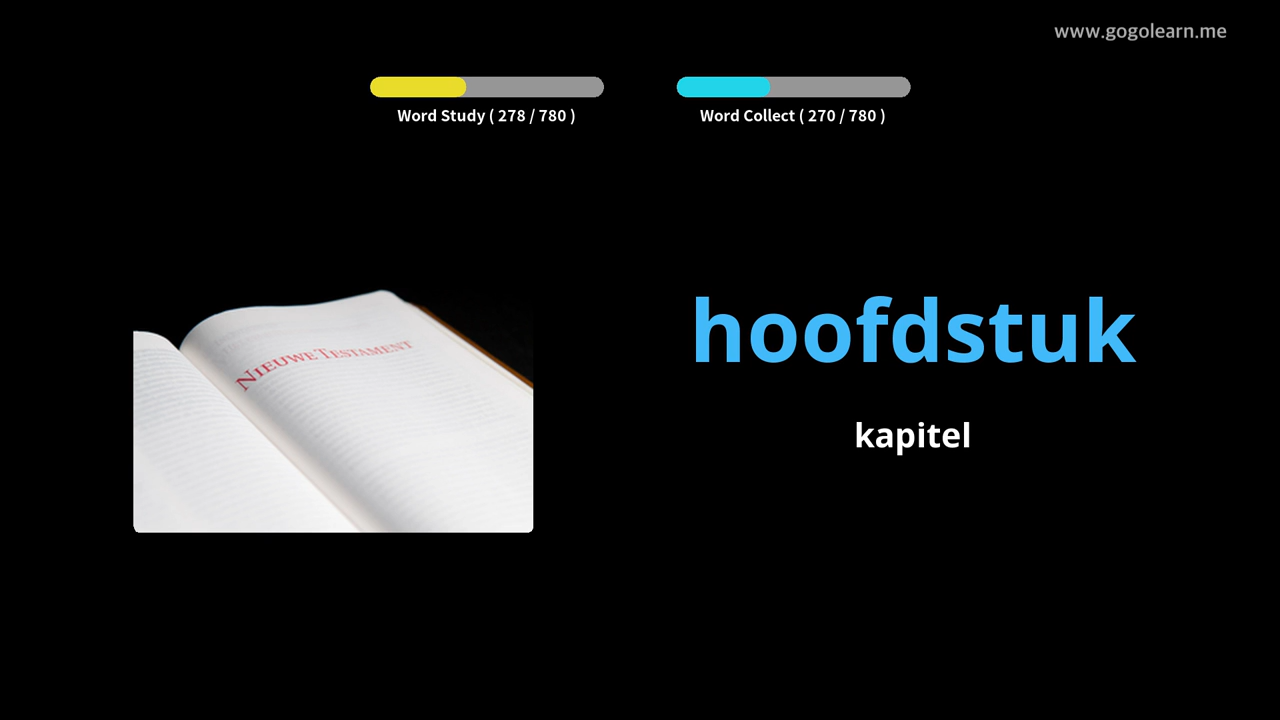 www.gogolearn.me
Word Study ( 278 / 780 )
Word Collect ( 270 / 780 )
NIEUWE TESTAMENT
hoofdstuk
kapitel